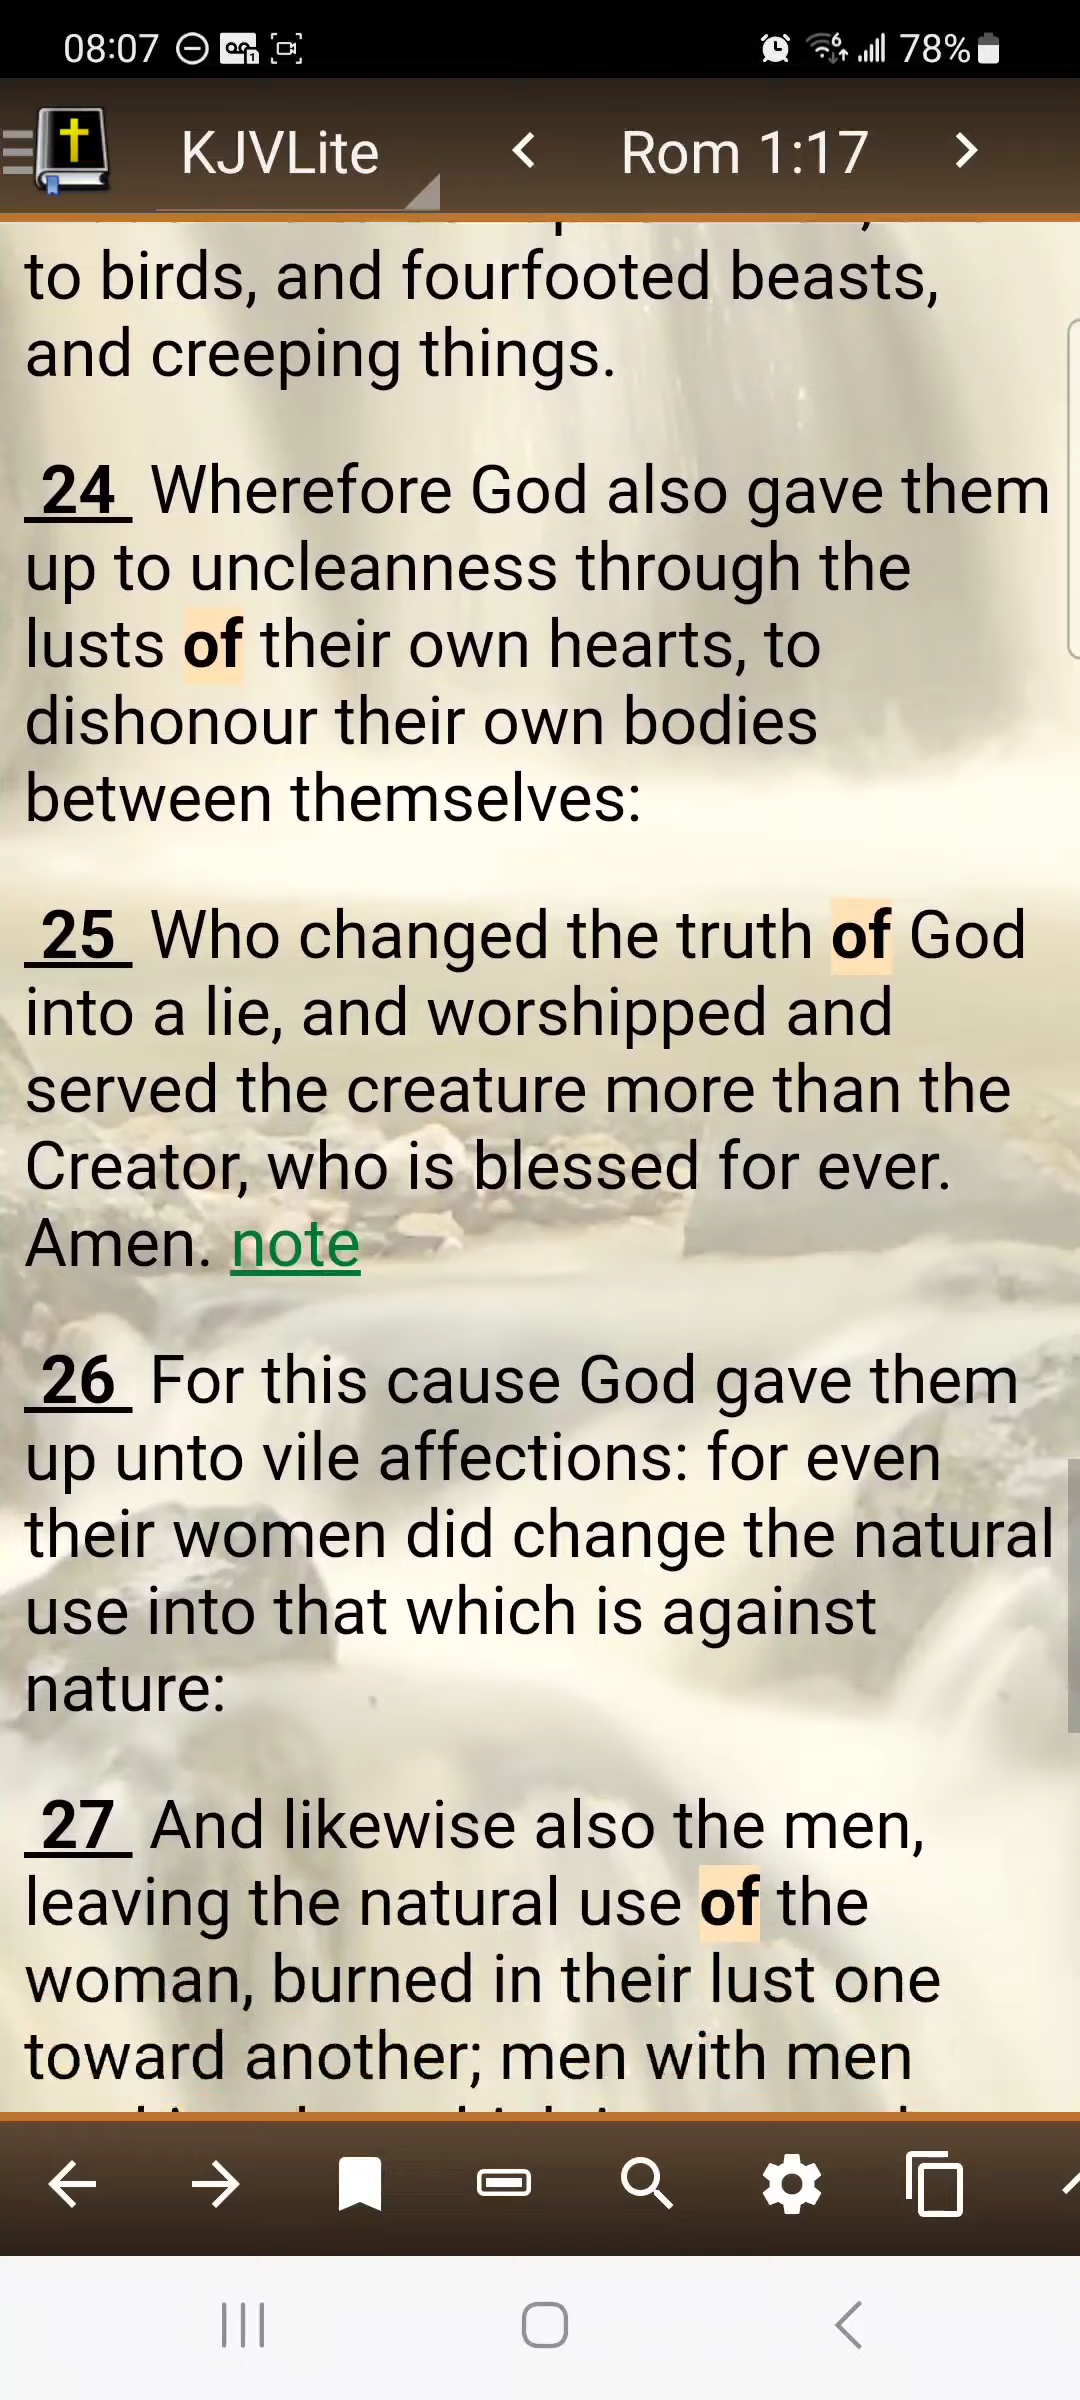 08:07 78%
KJVLite < Rom 1:17 >
to birds, and fourfooted beasts,
and creeping things.
24 Wherefore God also gave them
up to uncleanness through the
lusts of their own hearts, to
dishonour their own bodies
between themselves:
25 Who changed the truth of God
into a lie, and worshipped and
served the creature more than the
Creator, who is blessed for ever.
Amen. note
26 For this cause God gave them
up unto vile affections: for even
their women did change the natural
use into that which is against
nature:
27 And likewise also the men,
leaving the natural use of the
woman, burned in their lust one
toward another; men with men